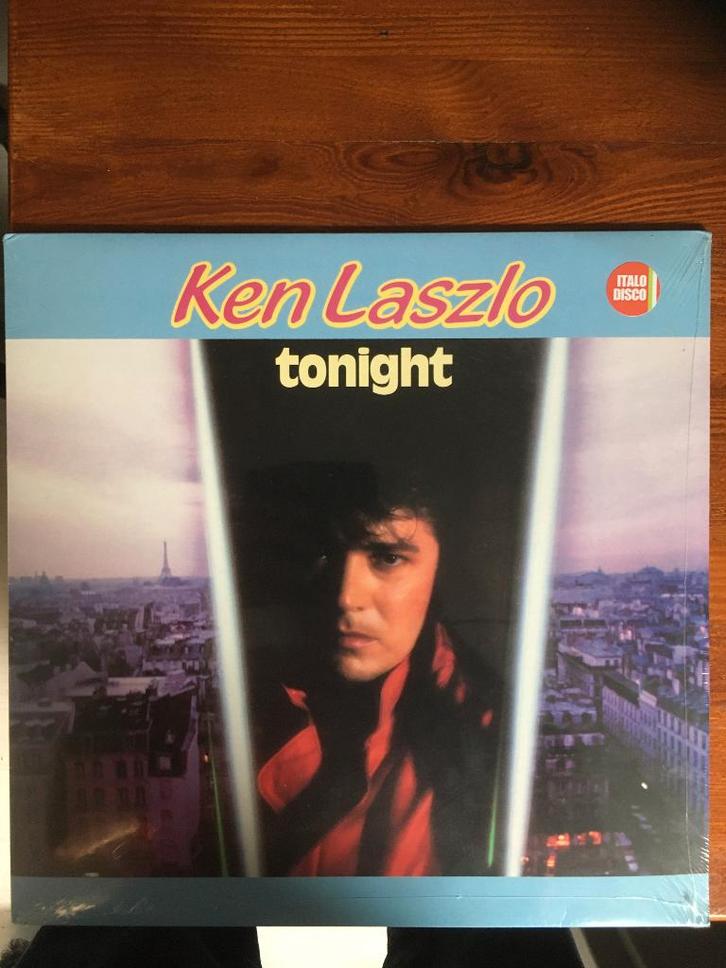 Ken Laszlo
ITALO
DISCO
tonight